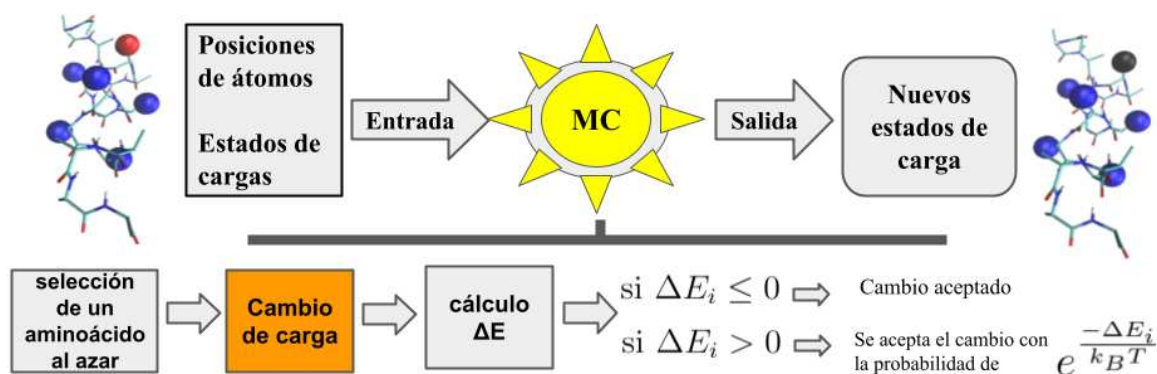 Posiciones
de átomos
Estados de
cargas
Entrada
MC
Salida
Nuevos
estados de
carga
selección
de un
aminoácido
al azar
Cambio
de carga
cálculo
ΔE
si ΔE_i ≤ 0
Cambio aceptado
si ΔE_i > 0
Se acepta el cambio con
la probabilidad de
e^{\frac{-ΔE_i}{k_B T}}